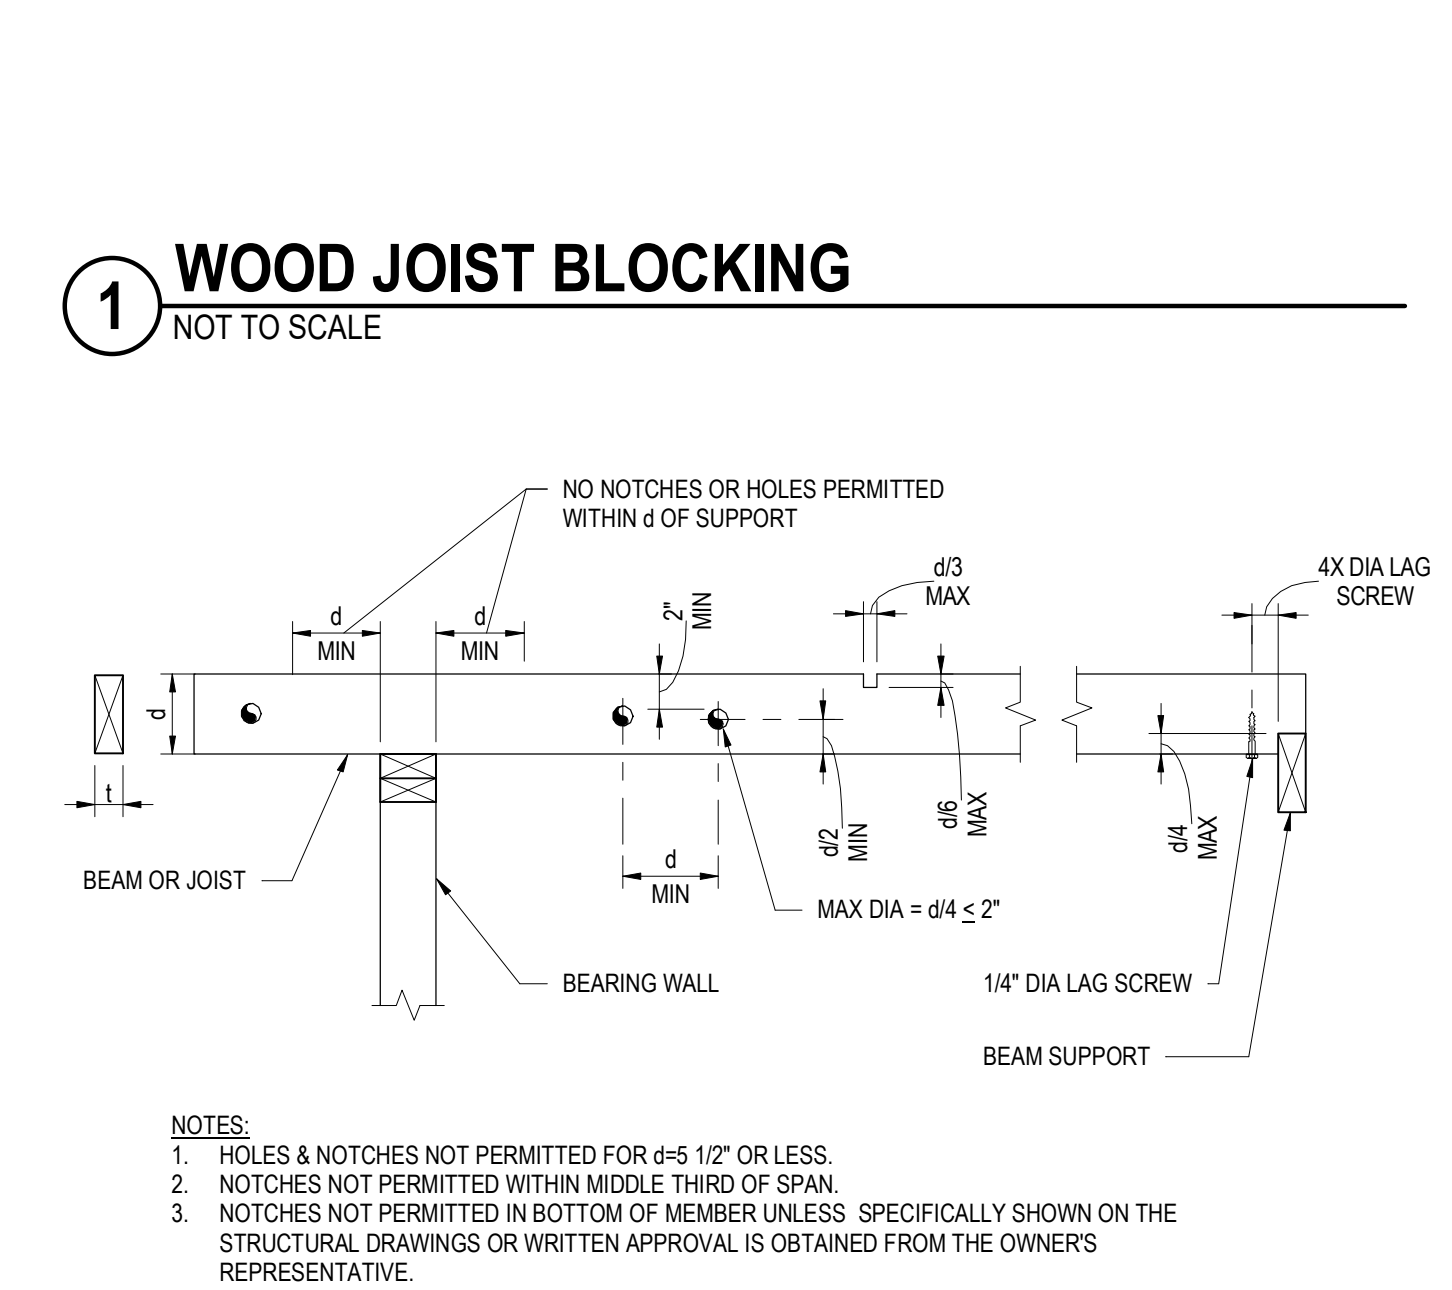 1
WOOD JOIST BLOCKING
NOT TO SCALE
NO NOTCHES OR HOLES PERMITTED
WITHIN d OF SUPPORT
d/3
MAX
4X DIA LAG
SCREW
d
MIN
d
MIN
2"
MIN
d
t
d/2
MIN
d/6
MAX
d/4
MAX
BEAM OR JOIST
d
MIN
MAX DIA = d/4 ≤ 2"
BEARING WALL
1/4" DIA LAG SCREW
BEAM SUPPORT
NOTES:
1. HOLES & NOTCHES NOT PERMITTED FOR d=5 1/2" OR LESS.
2. NOTCHES NOT PERMITTED WITHIN MIDDLE THIRD OF SPAN.
3. NOTCHES NOT PERMITTED IN BOTTOM OF MEMBER UNLESS SPECIFICALLY SHOWN ON THE
STRUCTURAL DRAWINGS OR WRITTEN APPROVAL IS OBTAINED FROM THE OWNER'S
REPRESENTATIVE.